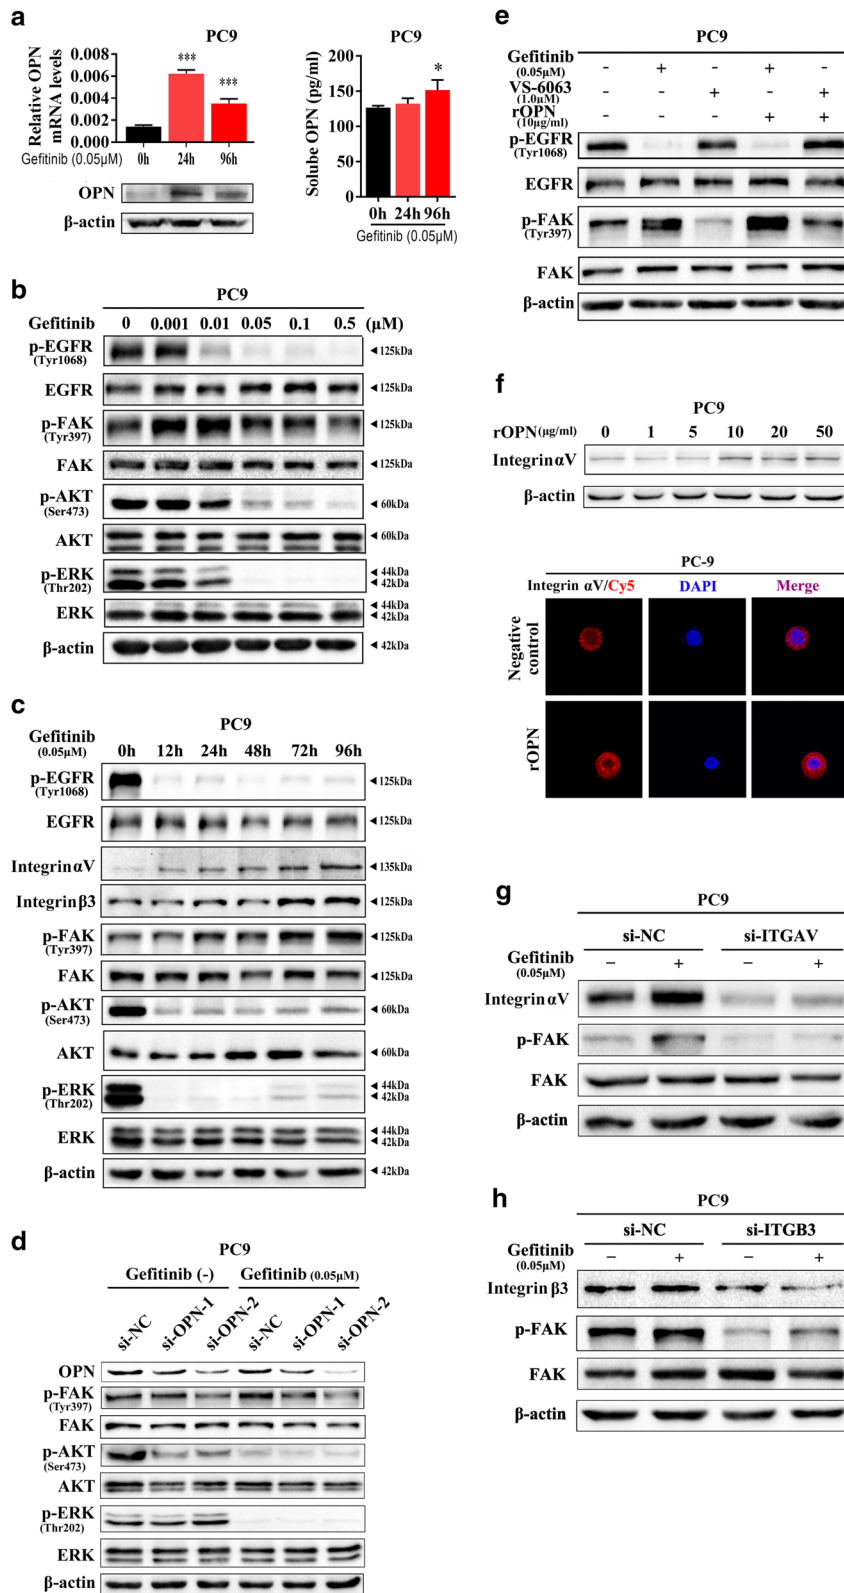 a
PC9
Relative OPN
mRNA levels
0.008
0.006
0.004
0.002
0.000
***
***
Gefitinib (0.05μM) 0h 24h 96h
OPN
β-actin
PC9
Solube OPN (pg/ml)
200
150
100
50
0
*
0h 24h 96h
Gefitinib (0.05μM)
b
PC9
Gefitinib 0 0.001 0.01 0.05 0.1 0.5 (μM)
p-EGFR
(Tyr1068)
◄125kDa
EGFR ◄125kDa
p-FAK
(Tyr397)
◄125kDa
FAK ◄125kDa
p-AKT
(Ser473)
◄60kDa
AKT ◄60kDa
p-ERK
(Thr202)
◄44kDa
◄42kDa
ERK ◄44kDa
◄42kDa
β-actin ◄42kDa
c
PC9
Gefitinib
(0.05μM)
0h 12h 24h 48h 72h 96h
p-EGFR
(Tyr1068)
◄125kDa
EGFR ◄125kDa
Integrin αV ◄135kDa
Integrin β3 ◄125kDa
p-FAK
(Tyr397)
◄125kDa
FAK ◄125kDa
p-AKT
(Ser473)
◄60kDa
AKT ◄60kDa
p-ERK
(Thr202)
◄44kDa
◄42kDa
ERK ◄44kDa
◄42kDa
β-actin ◄42kDa
d
PC9
Gefitinib (-) Gefitinib (0.05μM)
si-NC si-OPN-1 si-OPN-2 si-NC si-OPN-1 si-OPN-2
OPN
p-FAK
(Tyr397)
FAK
p-AKT
(Ser473)
AKT
p-ERK
(Thr202)
ERK
β-actin
e
PC9
Gefitinib
(0.05μM)
- + - + -
VS-6063
(1.0μM)
- - + - +
rOPN
(10μg/ml)
- - - + +
p-EGFR
(Tyr1068)
EGFR
p-FAK
(Tyr397)
FAK
β-actin
f
PC9
rOPN(μg/ml) 0 1 5 10 20 50
Integrin αV
β-actin
PC-9
Integrin αV/Cy5 DAPI Merge
Negative
control
rOPN
g
PC9
si-NC si-ITGAV
Gefitinib
(0.05μM)
− + − +
Integrin αV
p-FAK
FAK
β-actin
h
PC9
si-NC si-ITGB3
Gefitinib
(0.05μM)
− + − +
Integrin β3
p-FAK
FAK
β-actin